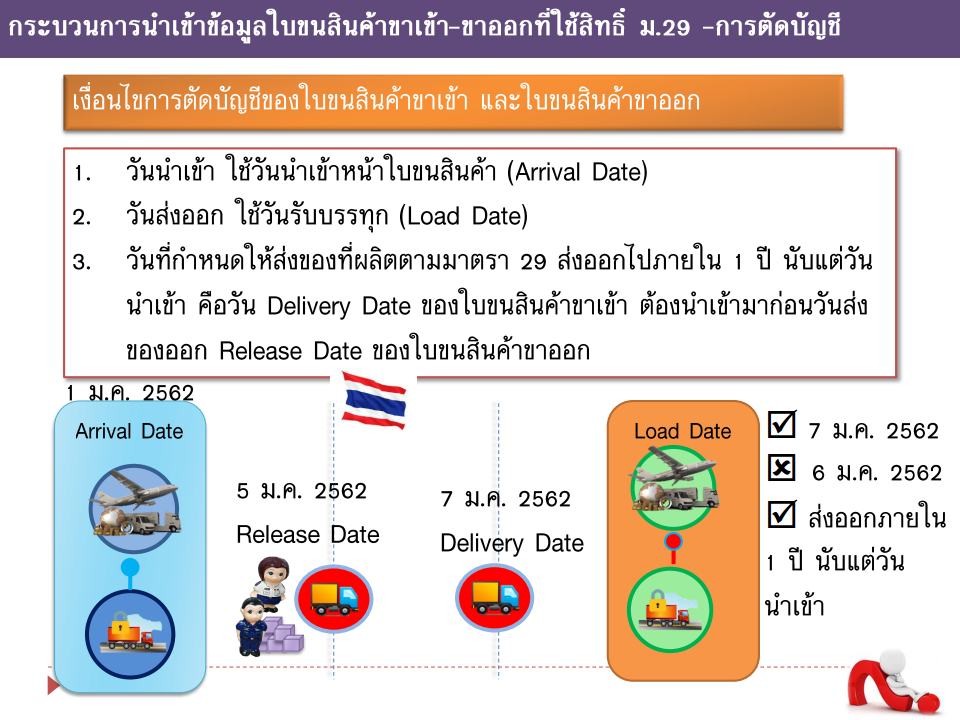 กระบวนการนำเข้าข้อมูลใบขนสินค้าขาเข้า-ขาออกที่ใช้สิทธิ์ ม.29 -การตัดบัญชี
เงื่อนไขการตัดบัญชีของใบขนสินค้าขาเข้า และใบขนสินค้าขาออก
1. วันนำเข้า ใช้วันนำเข้าหน้าใบขนสินค้า (Arrival Date)
2. วันส่งออก ใช้วันรับบรรทุก (Load Date)
3. วันที่กำหนดให้ส่งของที่ผลิตตามมาตรา 29 ส่งออกไปภายใน 1 ปี นับแต่วัน
นำเข้า คือวัน Delivery Date ของใบขนสินค้าขาเข้า ต้องนำเข้ามาก่อนวันส่ง
ของออก Release Date ของใบขนสินค้าขาออก
1 ม.ค. 2562
Arrival Date
5 ม.ค. 2562
Release Date
7 ม.ค. 2562
Delivery Date
Load Date
7 ม.ค. 2562
6 ม.ค. 2562
ส่งออกภายใน
1 ปี นับแต่วัน
นำเข้า